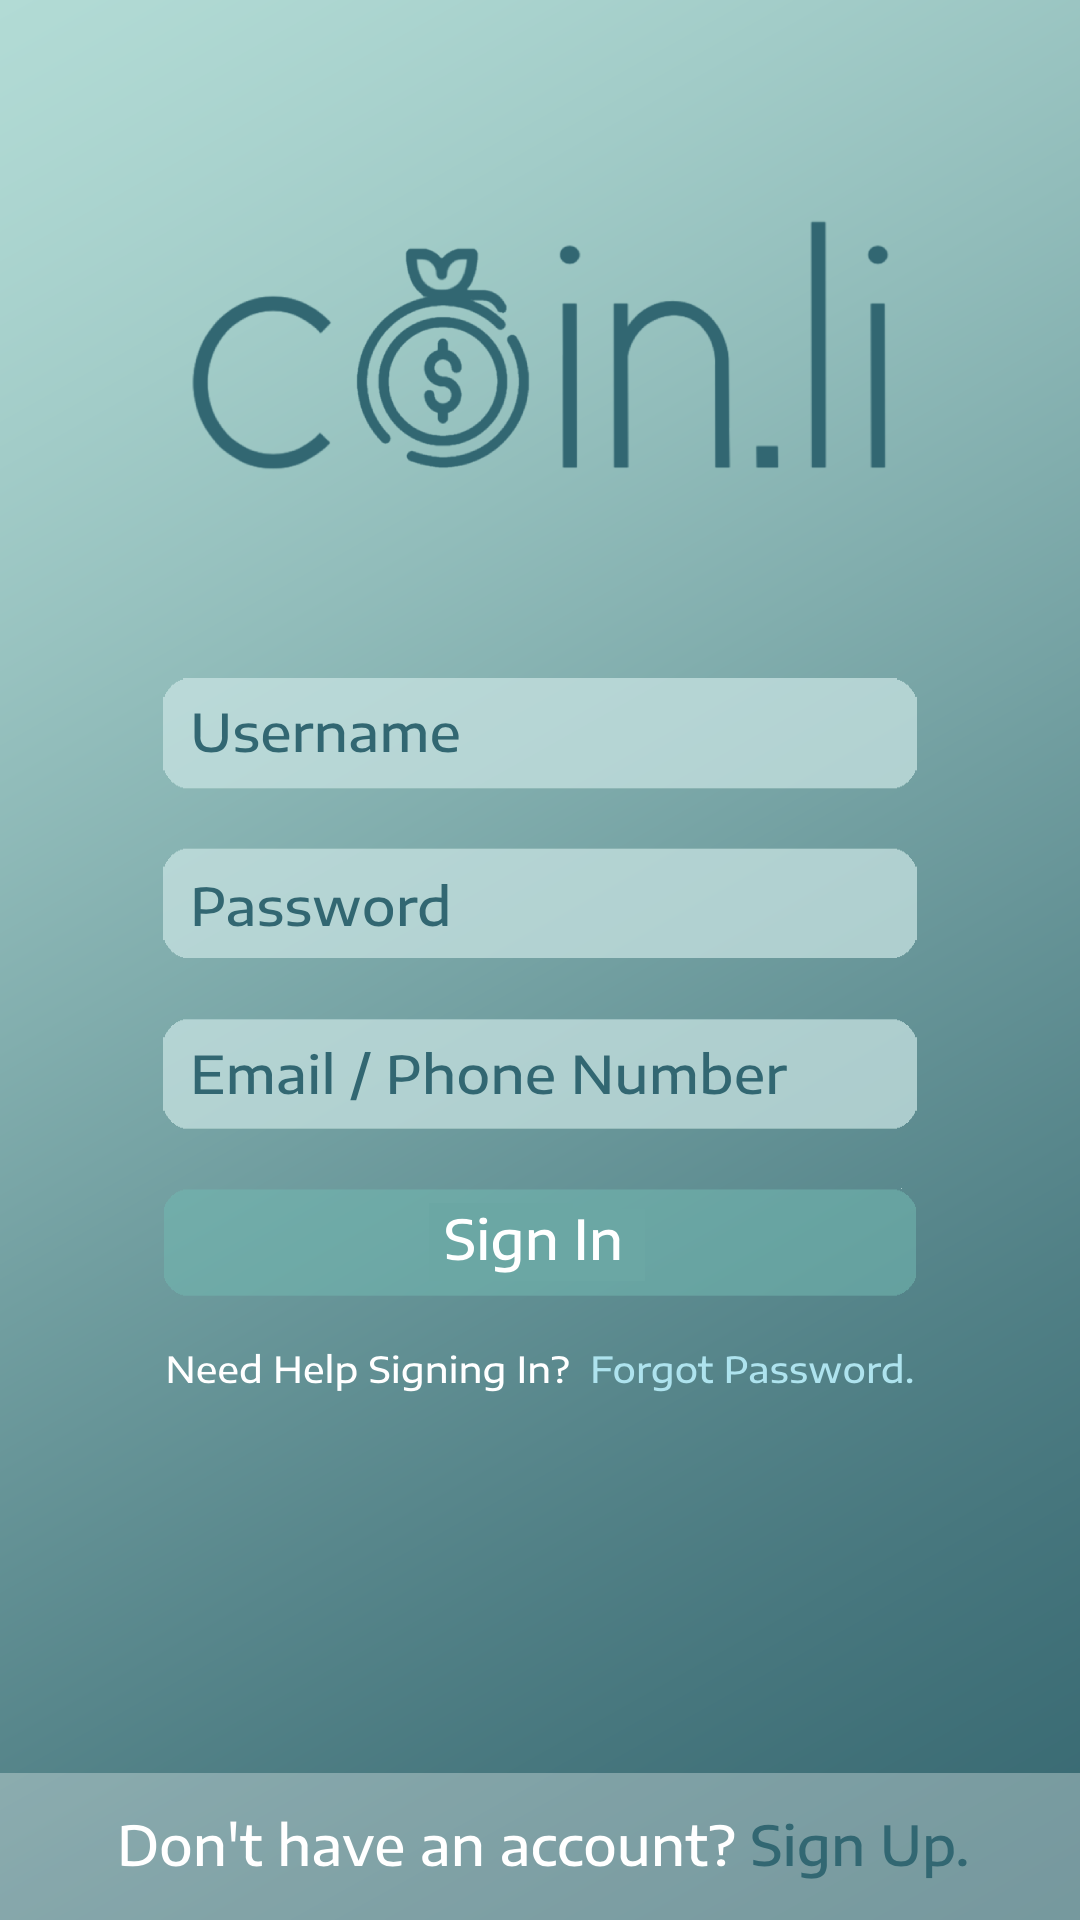 coin.li
Username
Password
Email / Phone Number
Sign In
Need Help Signing In? Forgot Password.
Don't have an account? Sign Up.